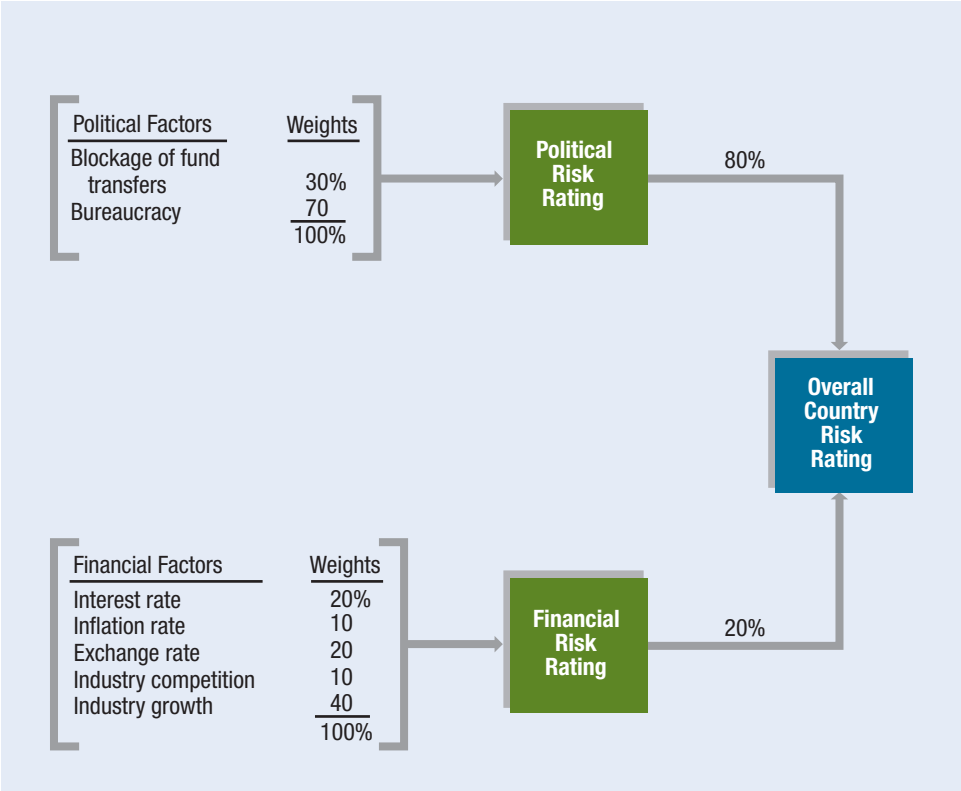 Political Factors Weights
Blockage of fund
transfers 30%
Bureaucracy 70
100%
Political
Risk
Rating
80%
Overall
Country
Risk
Rating
Financial Factors Weights
Interest rate 20%
Inflation rate 10
Exchange rate 20
Industry competition 10
Industry growth 40
100%
Financial
Risk
Rating
20%